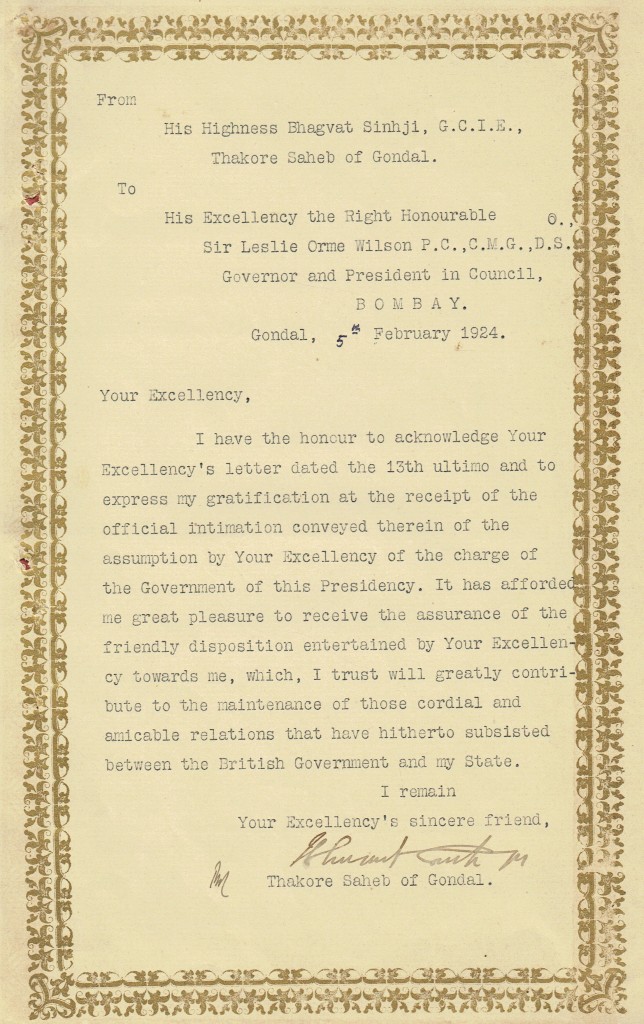 From
His Highness Bhagvat Sinhji, G.C.I.E.,
Thakore Saheb of Gondal.
To
His Excellency the Right Honourable O.,
Sir Leslie Orme Wilson P.C.,C.M.G.,D.S.
Governor and President in Council,
B O M B A Y.
Gondal, 5th February 1924.
Your Excellency,
I have the honour to acknowledge Your
Excellency's letter dated the 13th ultimo and to
express my gratification at the receipt of the
official intimation conveyed therein of the
assumption by Your Excellency of the charge of
the Government of this Presidency. It has afforded
me great pleasure to receive the assurance of the
friendly disposition entertained by Your Excellen-
cy towards me, which, I trust will greatly contri-
bute to the maintenance of those cordial and
amicable relations that have hitherto subsisted
between the British Government and my State.
I remain
Your Excellency's sincere friend,
Thakore Saheb of Gondal.